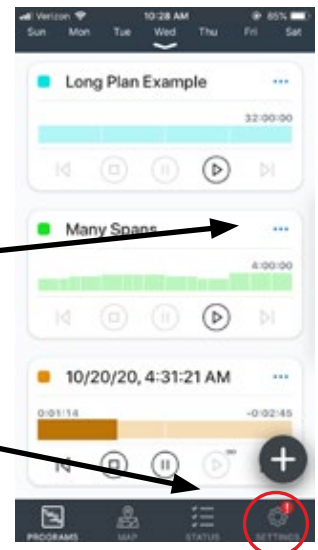 Verizon 10:28 AM 85%
Sun Mon Tue Wed Thu Fri Sat
Long Plan Example
32:00:00
Many Spans
4:00:00
10/20/20, 4:31:21 AM
0:01:14 -0:02:45
PROGRAMS MAP STATUS SETTINGS